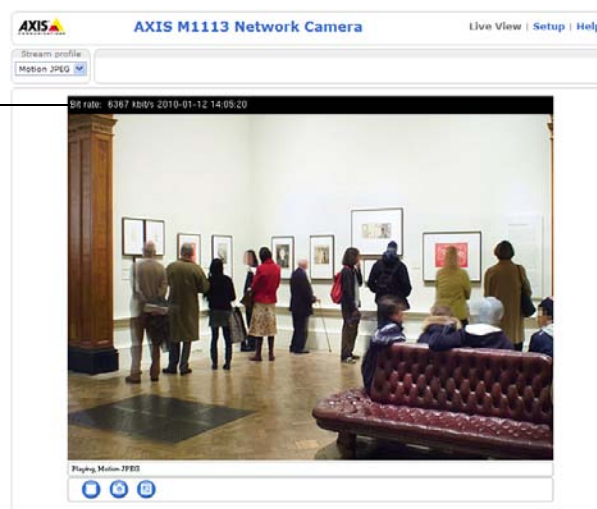 AXIS
COMMUNICATIONS
AXIS M1113 Network Camera
Live View | Setup | Help
Stream profile
Motion JPEG
Bit rate: 6367 kbit/s 2010-01-12 14:05:20
Playing, Motion JPEG